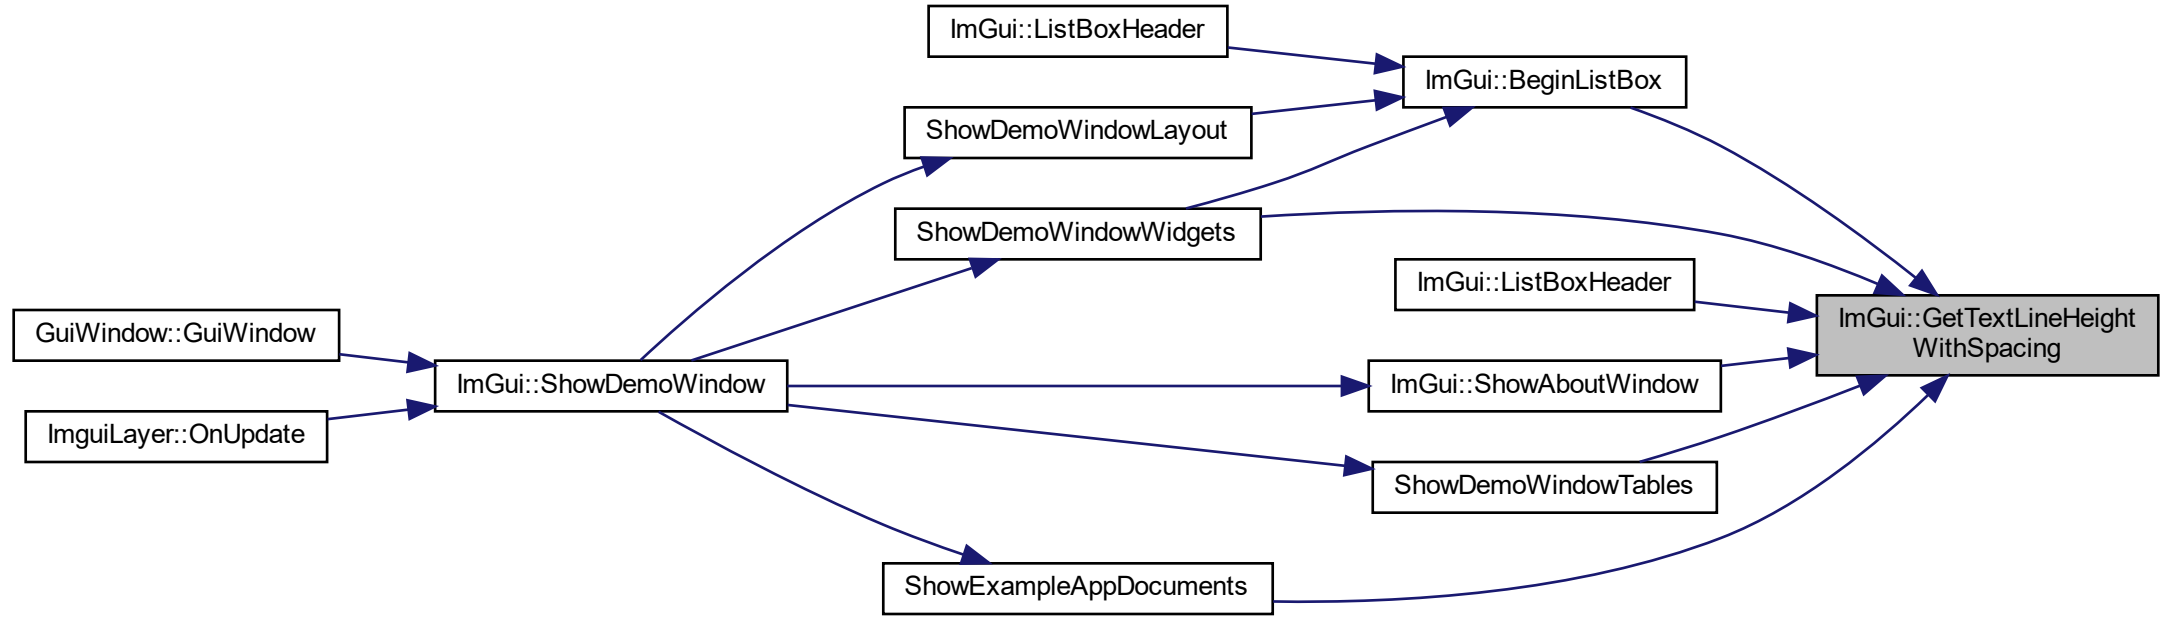 ImGui::ListBoxHeader
ImGui::BeginListBox
ShowDemoWindowLayout
ShowDemoWindowWidgets
ImGui::ListBoxHeader
ImGui::GetTextLineHeight
WithSpacing
GuiWindow::GuiWindow
ImGui::ShowDemoWindow
ImGui::ShowAboutWindow
ImguiLayer::OnUpdate
ShowDemoWindowTables
ShowExampleAppDocuments